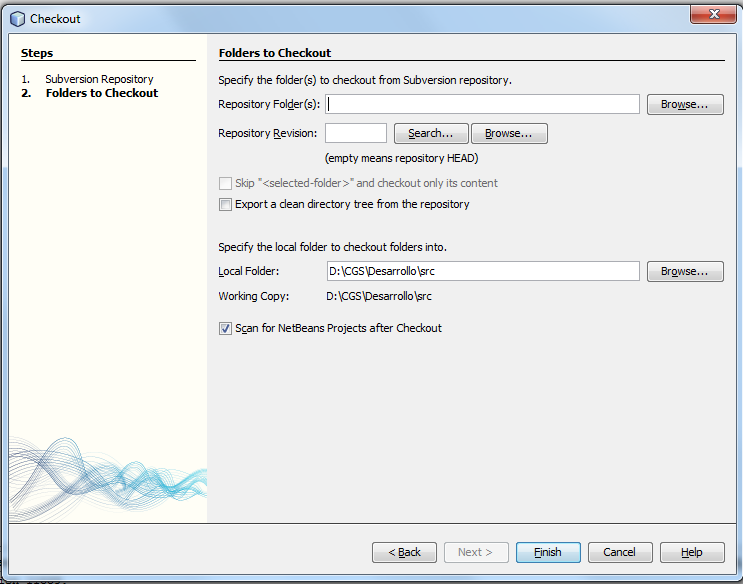 Checkout
Steps
1. Subversion Repository
2. Folders to Checkout
Folders to Checkout
Specify the folder(s) to checkout from Subversion repository.
Repository Folder(s):
Browse...
Repository Revision:
Search...
Browse...
(empty means repository HEAD)
Skip "<selected-folder>" and checkout only its content
Export a clean directory tree from the repository
Specify the local folder to checkout folders into.
Local Folder: D:\CGS\Desarrollo\src
Browse...
Working Copy: D:\CGS\Desarrollo\src
Scan for NetBeans Projects after Checkout
< Back
Next >
Finish
Cancel
Help